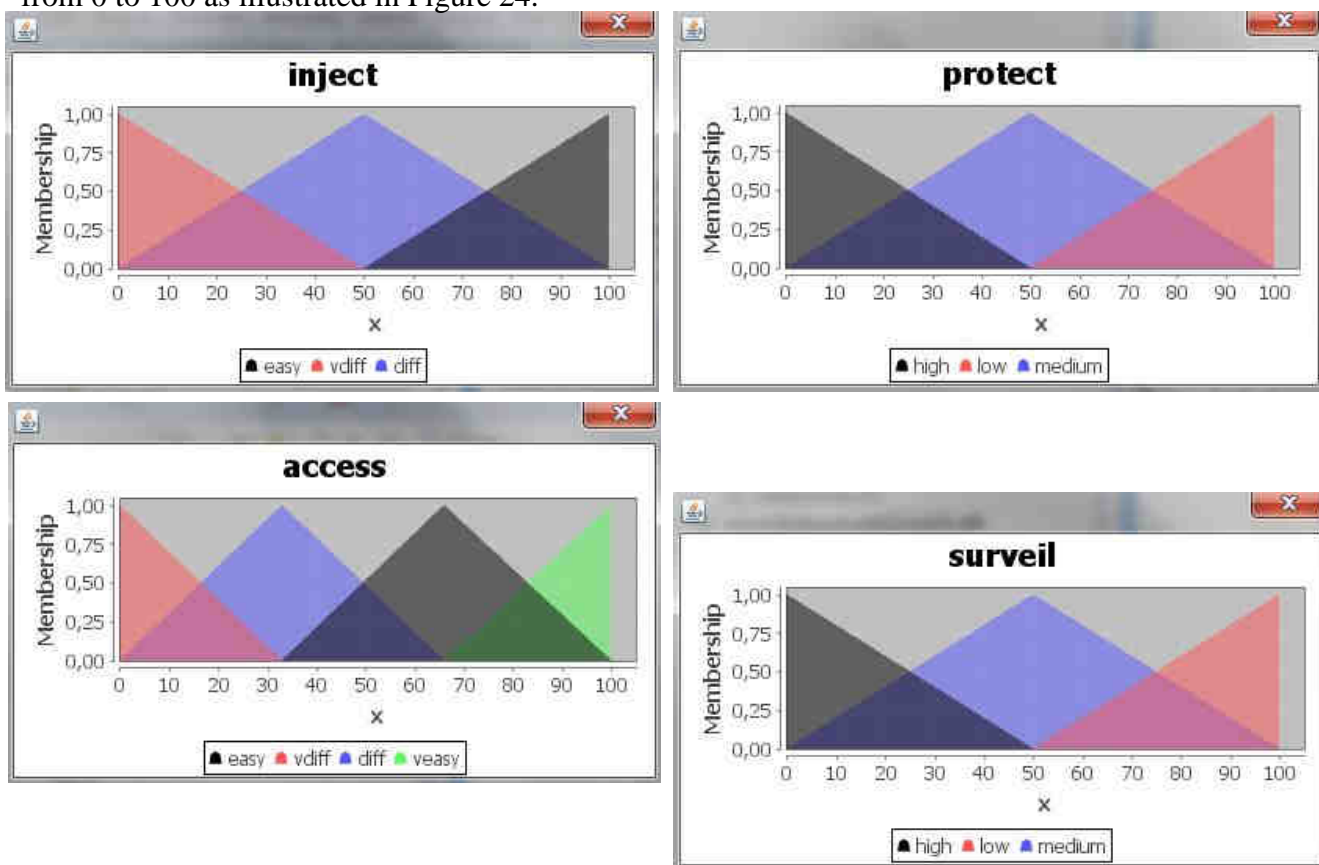 from 0 to 100 as illustrated in Figure 24.
inject
Membership
1,00
0,75
0,50
0,25
0,00
0 10 20 30 40 50 60 70 80 90 100
x
easy vdiff diff
protect
Membership
1,00
0,75
0,50
0,25
0,00
0 10 20 30 40 50 60 70 80 90 100
x
high low medium
access
Membership
1,00
0,75
0,50
0,25
0,00
0 10 20 30 40 50 60 70 80 90 100
x
easy vdiff diff veasy
surveil
Membership
1,00
0,75
0,50
0,25
0,00
0 10 20 30 40 50 60 70 80 90 100
x
high low medium